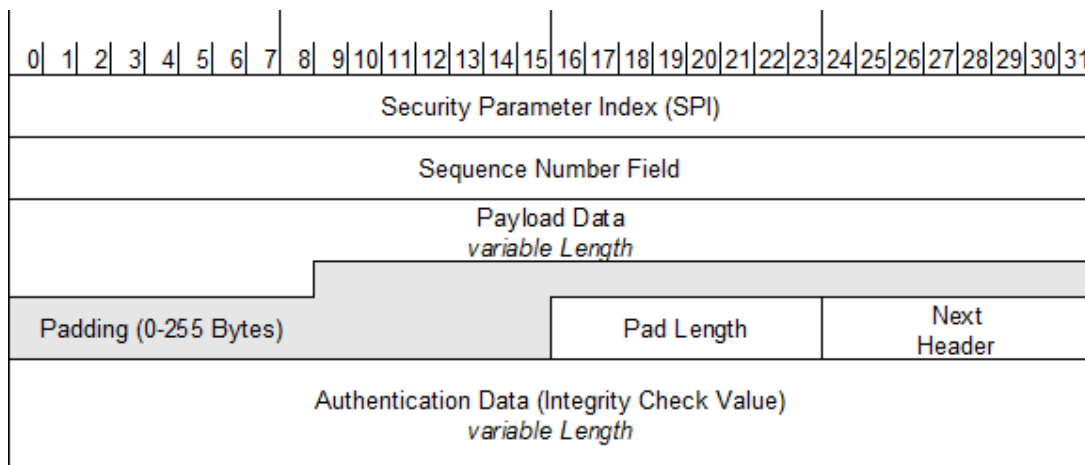 0 1 2 3 4 5 6 7 8 9 10 11 12 13 14 15 16 17 18 19 20 21 22 23 24 25 26 27 28 29 30 31
Security Parameter Index (SPI)
Sequence Number Field
Payload Data
variable Length
Padding (0-255 Bytes) Pad Length Next
Header
Authentication Data (Integrity Check Value)
variable Length